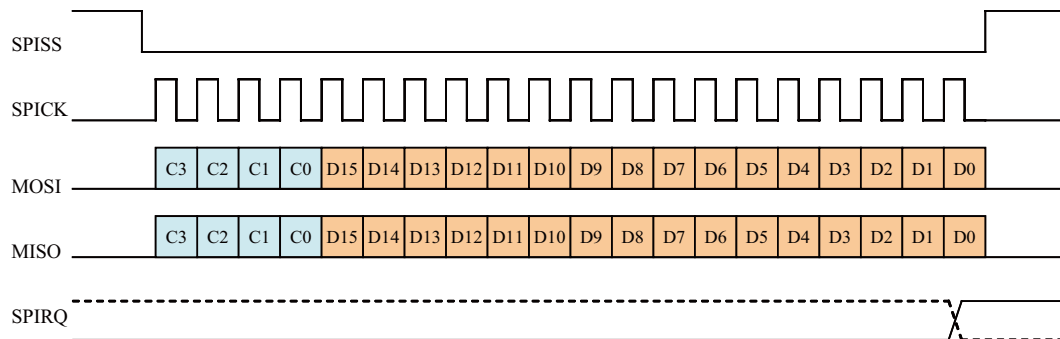 SPISS
SPICK
MOSI C3 C2 C1 C0 D15 D14 D13 D12 D11 D10 D9 D8 D7 D6 D5 D4 D3 D2 D1 D0
MISO C3 C2 C1 C0 D15 D14 D13 D12 D11 D10 D9 D8 D7 D6 D5 D4 D3 D2 D1 D0
SPIRQ